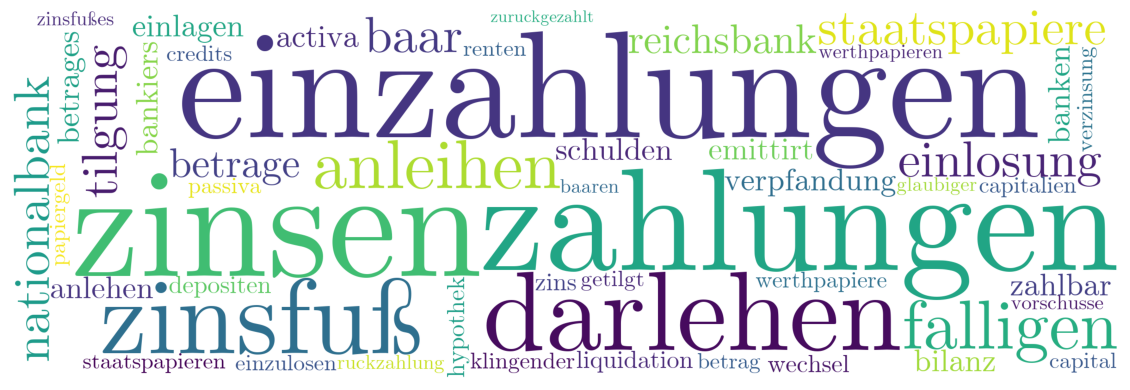 zinsfußes
einlagen
zuruckgezahlt
activa
baar
renten
reichsbank
staatspapiere
credits
werthpapieren
betrages
tilgung
bankiers
einzahlungen
banken
verzinsung
nationalbank
betrage
anleihen
schulden
emittirt
einlosung
papiergeld
passiva
baaren
verpfandung
glaubiger
capitalien
zinsen
zahlungen
anlehen
depositen
hypothek
zins
getilgt
werthpapiere
zahlbar
vorschusse
zinsfuß
darlehen
falligen
staatspapieren
einzulosen
ruckzahlung
klingender
liquidation
betrag
wechsel
bilanz
capital